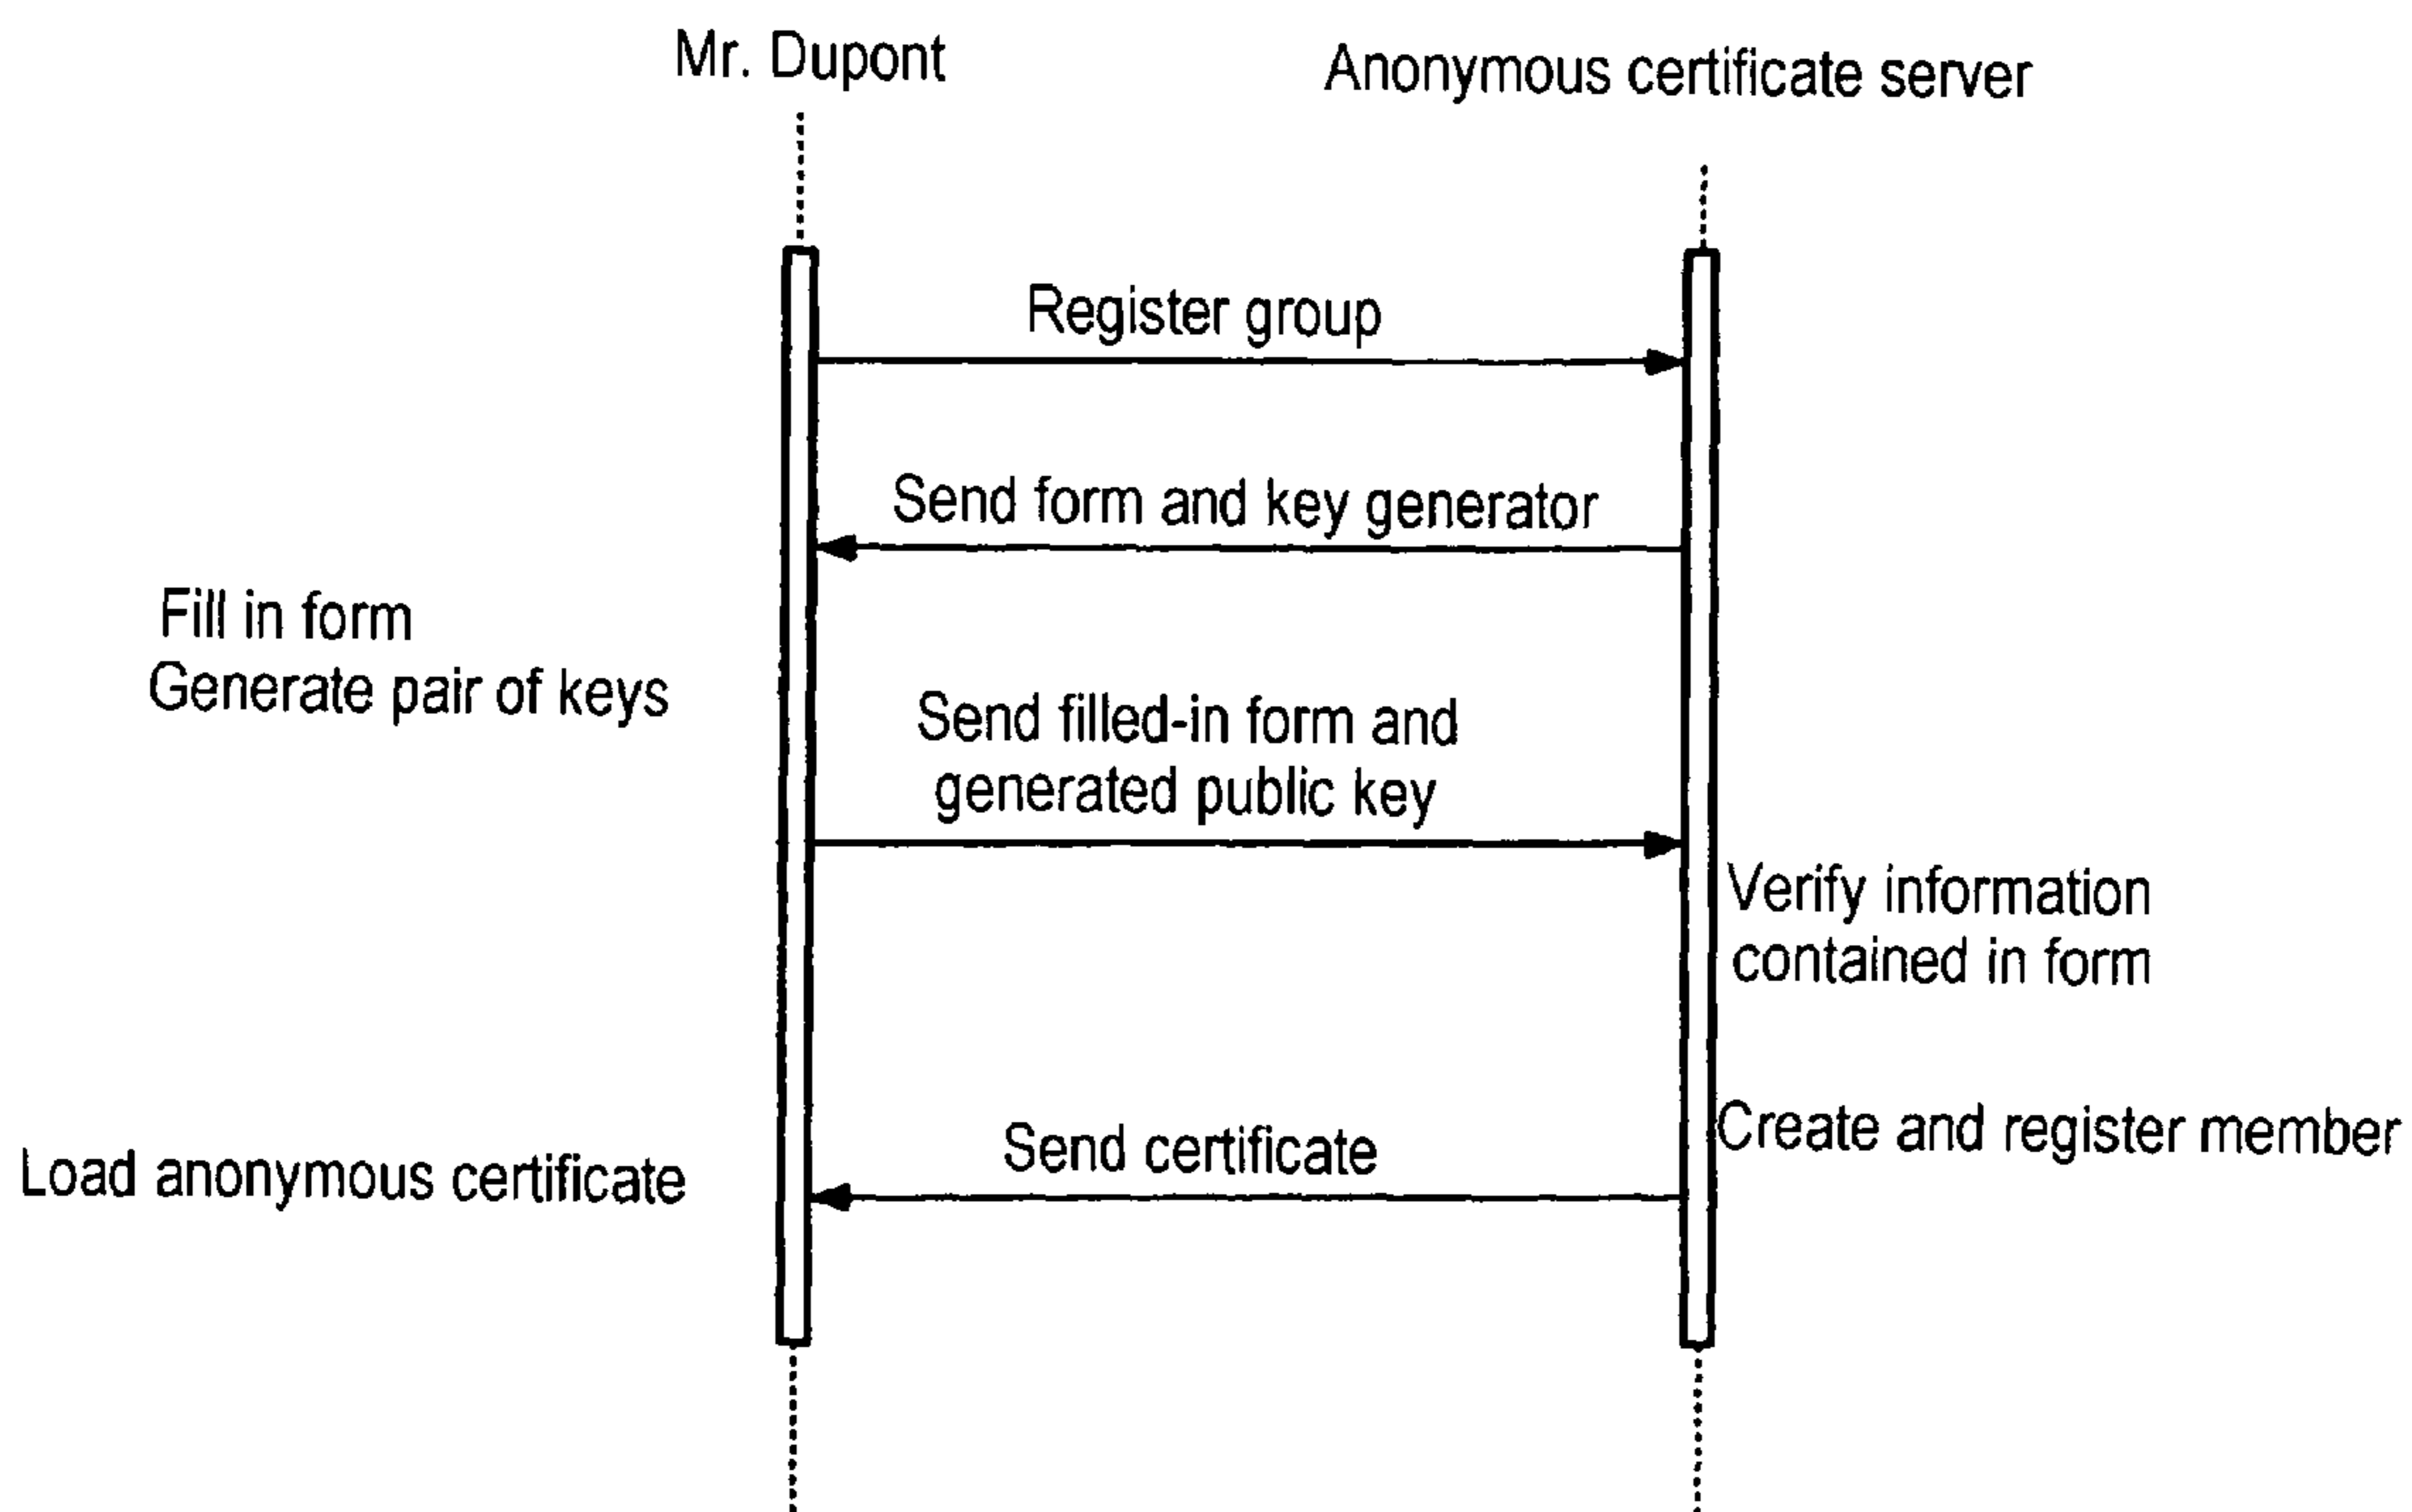 Mr. Dupont
Anonymous certificate server
Register group
Send form and key generator
Fill in form
Generate pair of keys
Send filled-in form and
generated public key
Verify information
contained in form
Create and register member
Send certificate
Load anonymous certificate